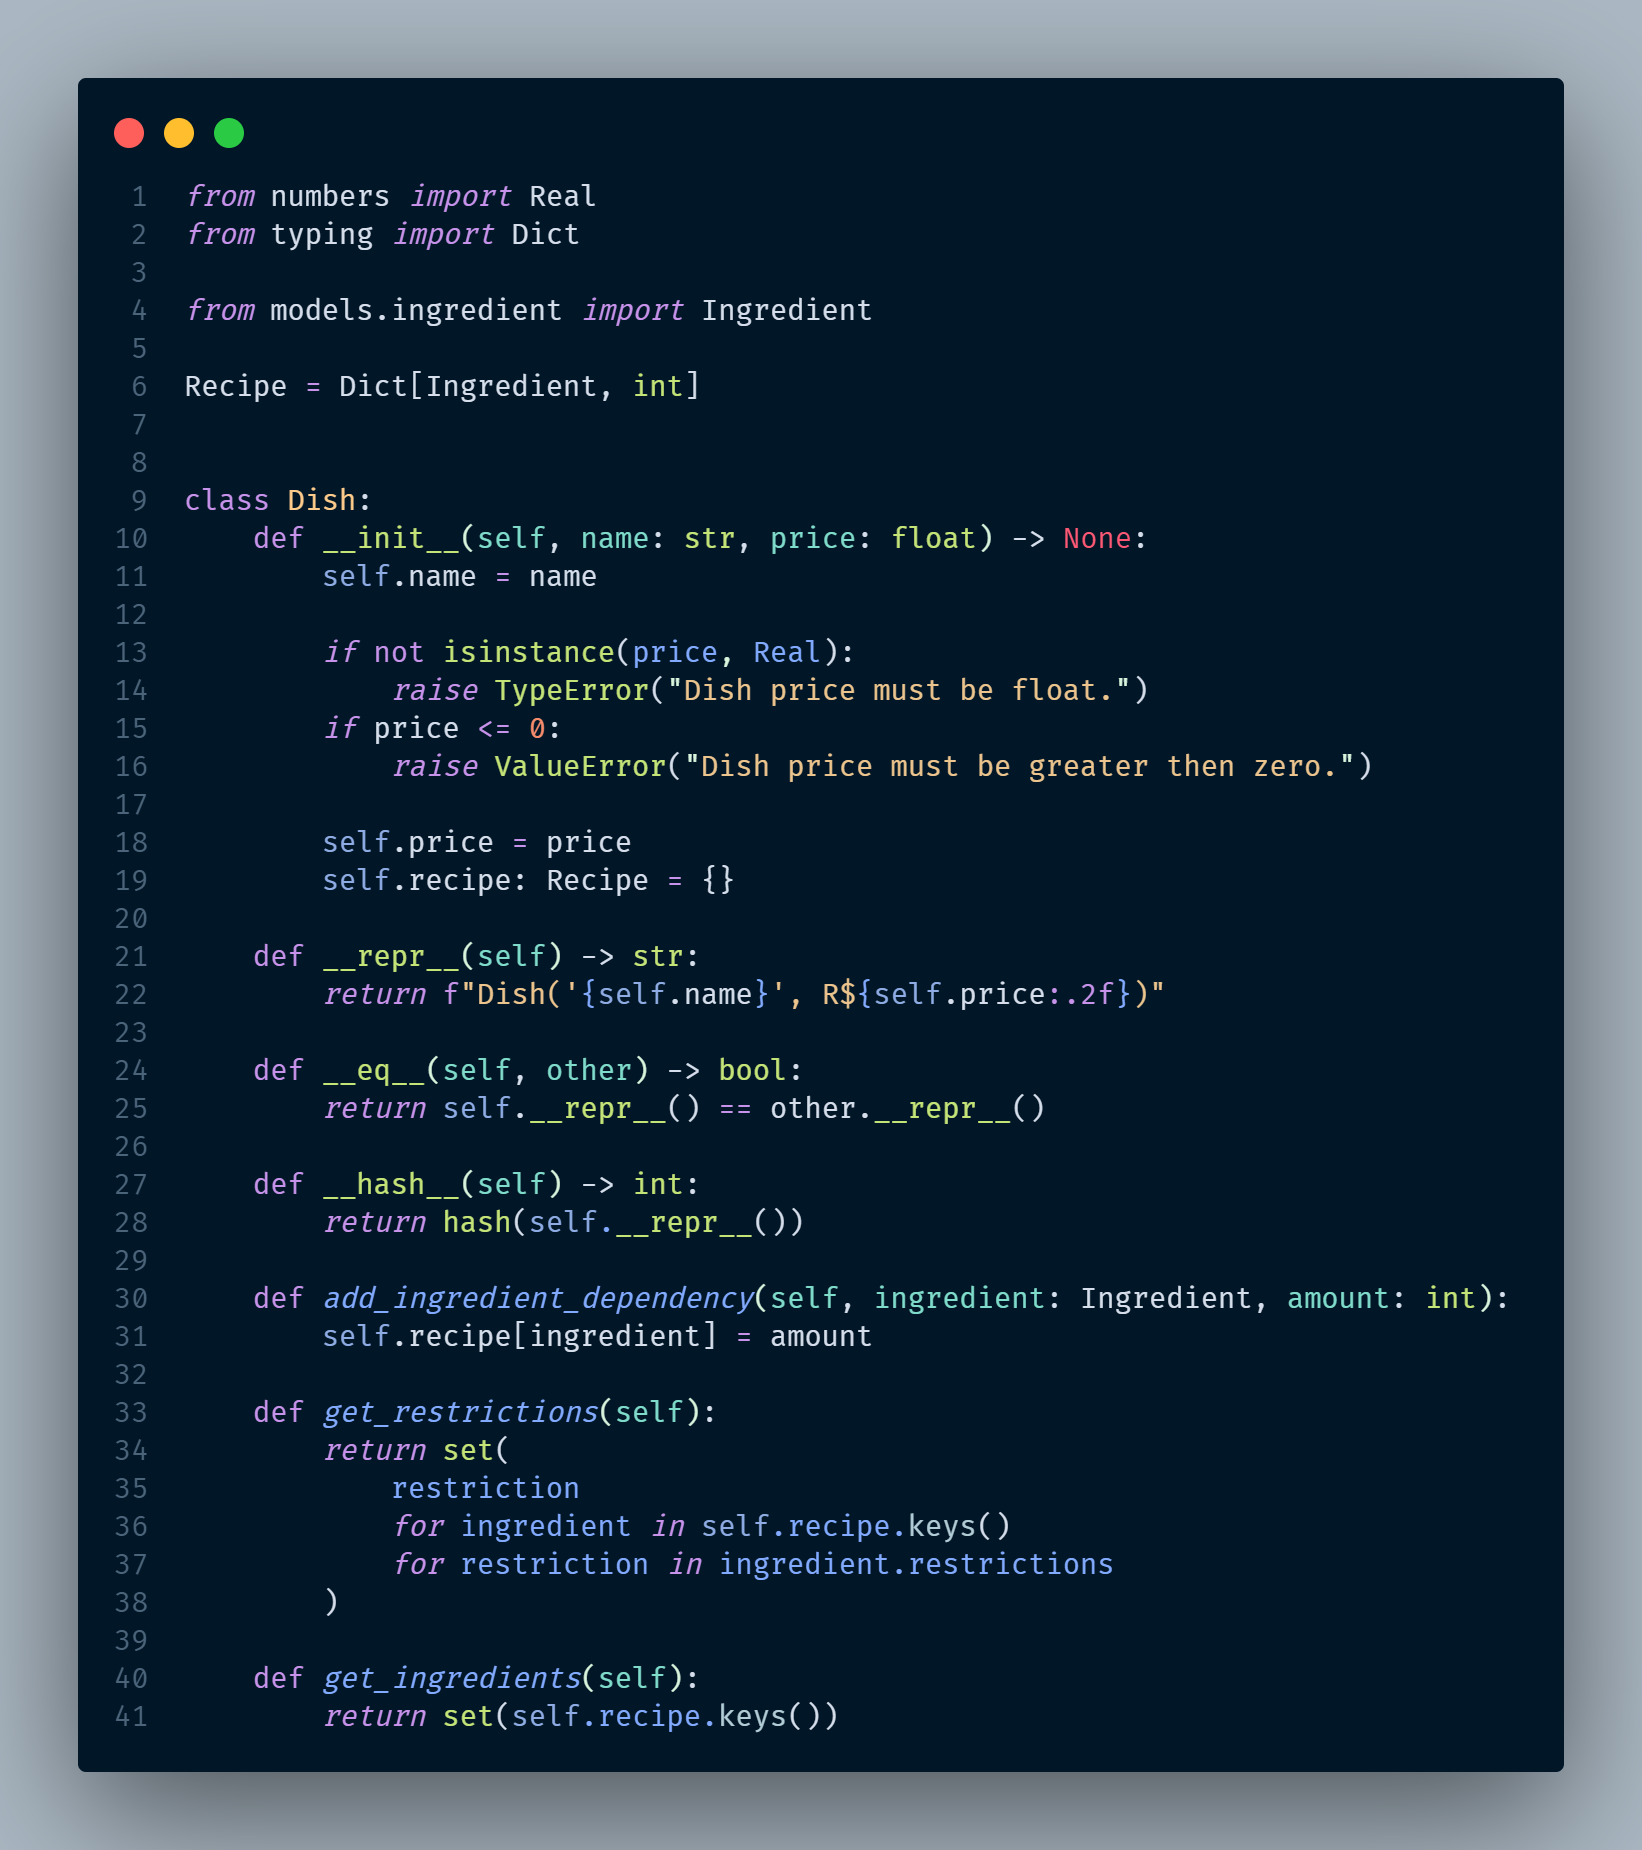 1 from numbers import Real
2 from typing import Dict
3
4 from models.ingredient import Ingredient
5
6 Recipe = Dict[Ingredient, int]
7
8
9 class Dish:
10     def __init__(self, name: str, price: float) -> None:
11         self.name = name
12
13         if not isinstance(price, Real):
14             raise TypeError("Dish price must be float.")
15         if price <= 0:
16             raise ValueError("Dish price must be greater then zero.")
17
18         self.price = price
19         self.recipe: Recipe = {}
20
21     def __repr__(self) -> str:
22         return f"Dish('{self.name}', R${self.price:.2f})"
23
24     def __eq__(self, other) -> bool:
25         return self.__repr__() == other.__repr__()
26
27     def __hash__(self) -> int:
28         return hash(self.__repr__())
29
30     def add_ingredient_dependency(self, ingredient: Ingredient, amount: int):
31         self.recipe[ingredient] = amount
32
33     def get_restrictions(self):
34         return set(
35             restriction
36             for ingredient in self.recipe.keys()
37             for restriction in ingredient.restrictions
38         )
39
40     def get_ingredients(self):
41         return set(self.recipe.keys())